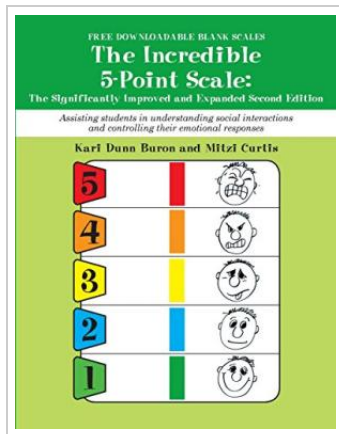 FREE DOWNLOADABLE BLANK SCALES
The Incredible
5-Point Scale:
The Significantly Improved and Expanded Second Edition
Assisting students in understanding social interactions
and controlling their emotional responses
Kari Dunn Buron and Mitzi Curtis
5
4
3
2
1